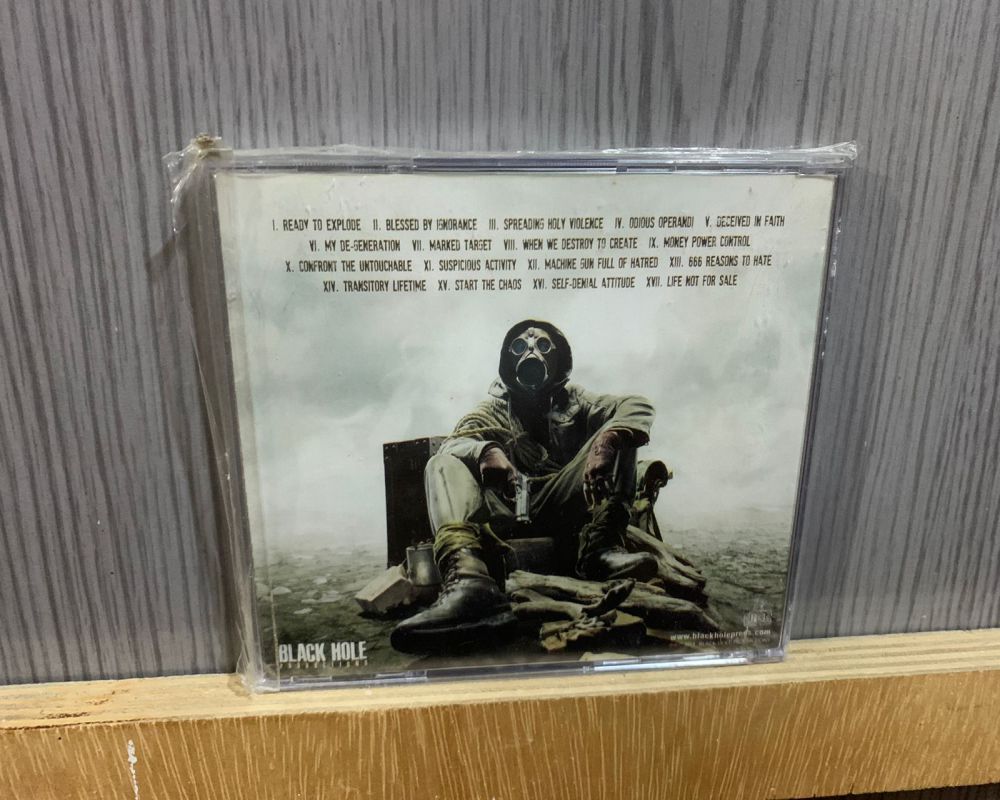 I. READY TO EXPLODE II. BLESSED BY IGNORANCE III. SPREADING HOLY VIOLENCE IV. ODIOUS OPERANDI V. DECEIVED IN FAITH
VI. MY DE-GENERATION VII. MARKED TARGET VIII. WHEN WE DESTROY TO CREATE IX. MONEY POWER CONTROL
X. CONFRONT THE UNTOUCHABLE XI. SUSPICIOUS ACTIVITY XII. MACHINE GUN FULL OF HATRED XIII. 666 REASONS TO HATE
XIV. TRANSITORY LIFETIME XV. START THE CHAOS XVI. SELF-DENIAL ATTITUDE XVII. LIFE NOT FOR SALE
BLACK HOLE
PRODUCTIONS
www.blackholeprods.com